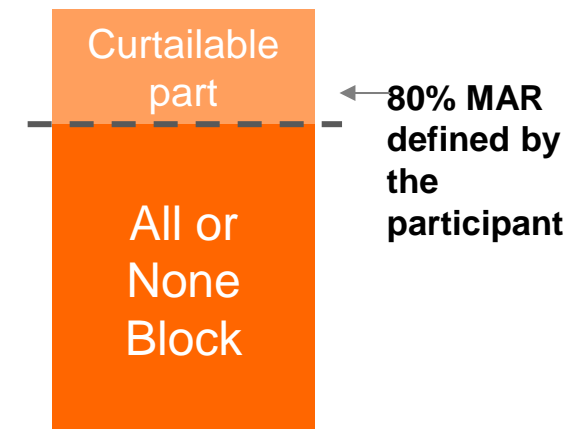 Curtailable
part
80% MAR
defined by
the
participant
All or
None
Block